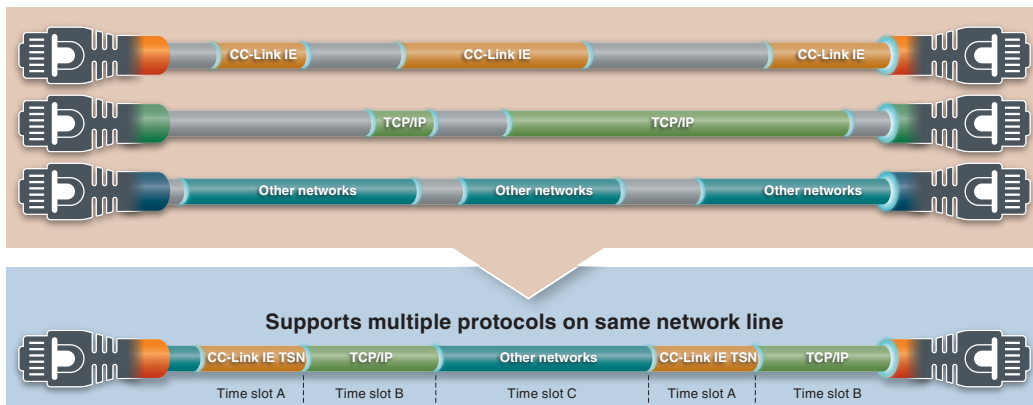 CC-Link IE CC-Link IE CC-Link IE
TCP/IP TCP/IP
Other networks Other networks Other networks
Supports multiple protocols on same network line
CC-Link IE TSN TCP/IP Other networks CC-Link IE TSN TCP/IP
Time slot A Time slot B Time slot C Time slot A Time slot B